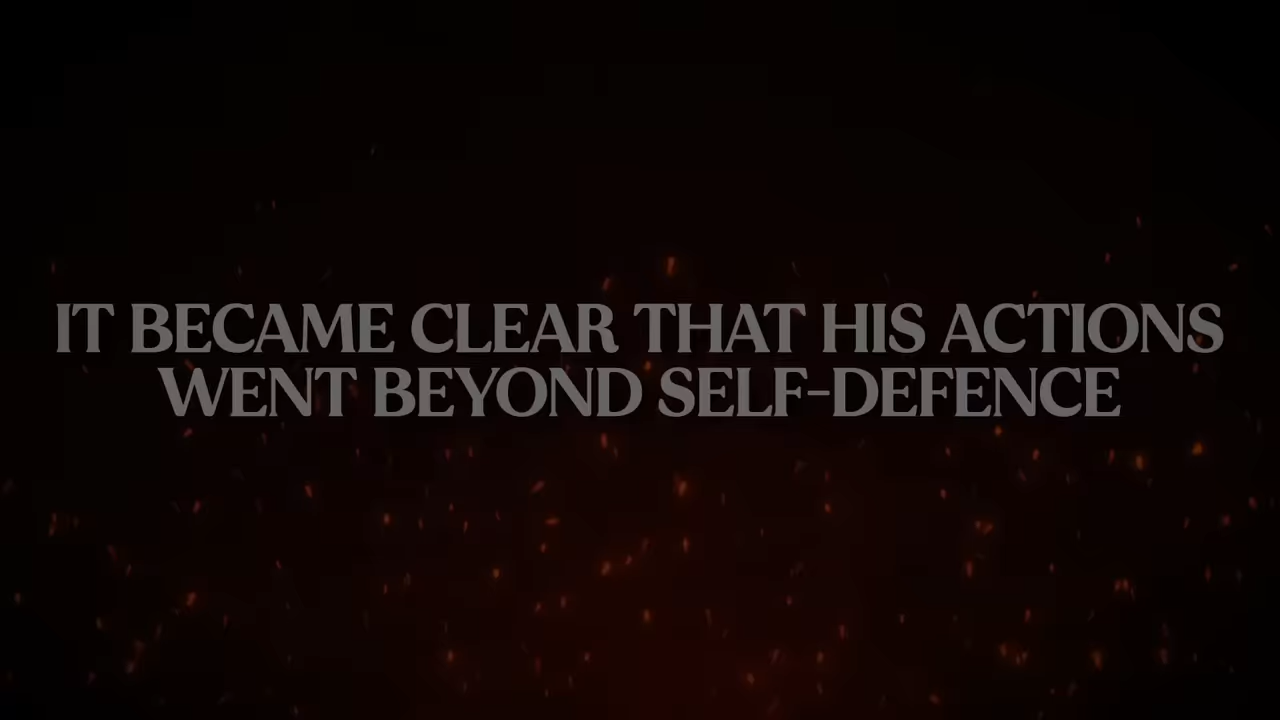 IT BECAME CLEAR THAT HIS ACTIONS
WENT BEYOND SELF-DEFENCE